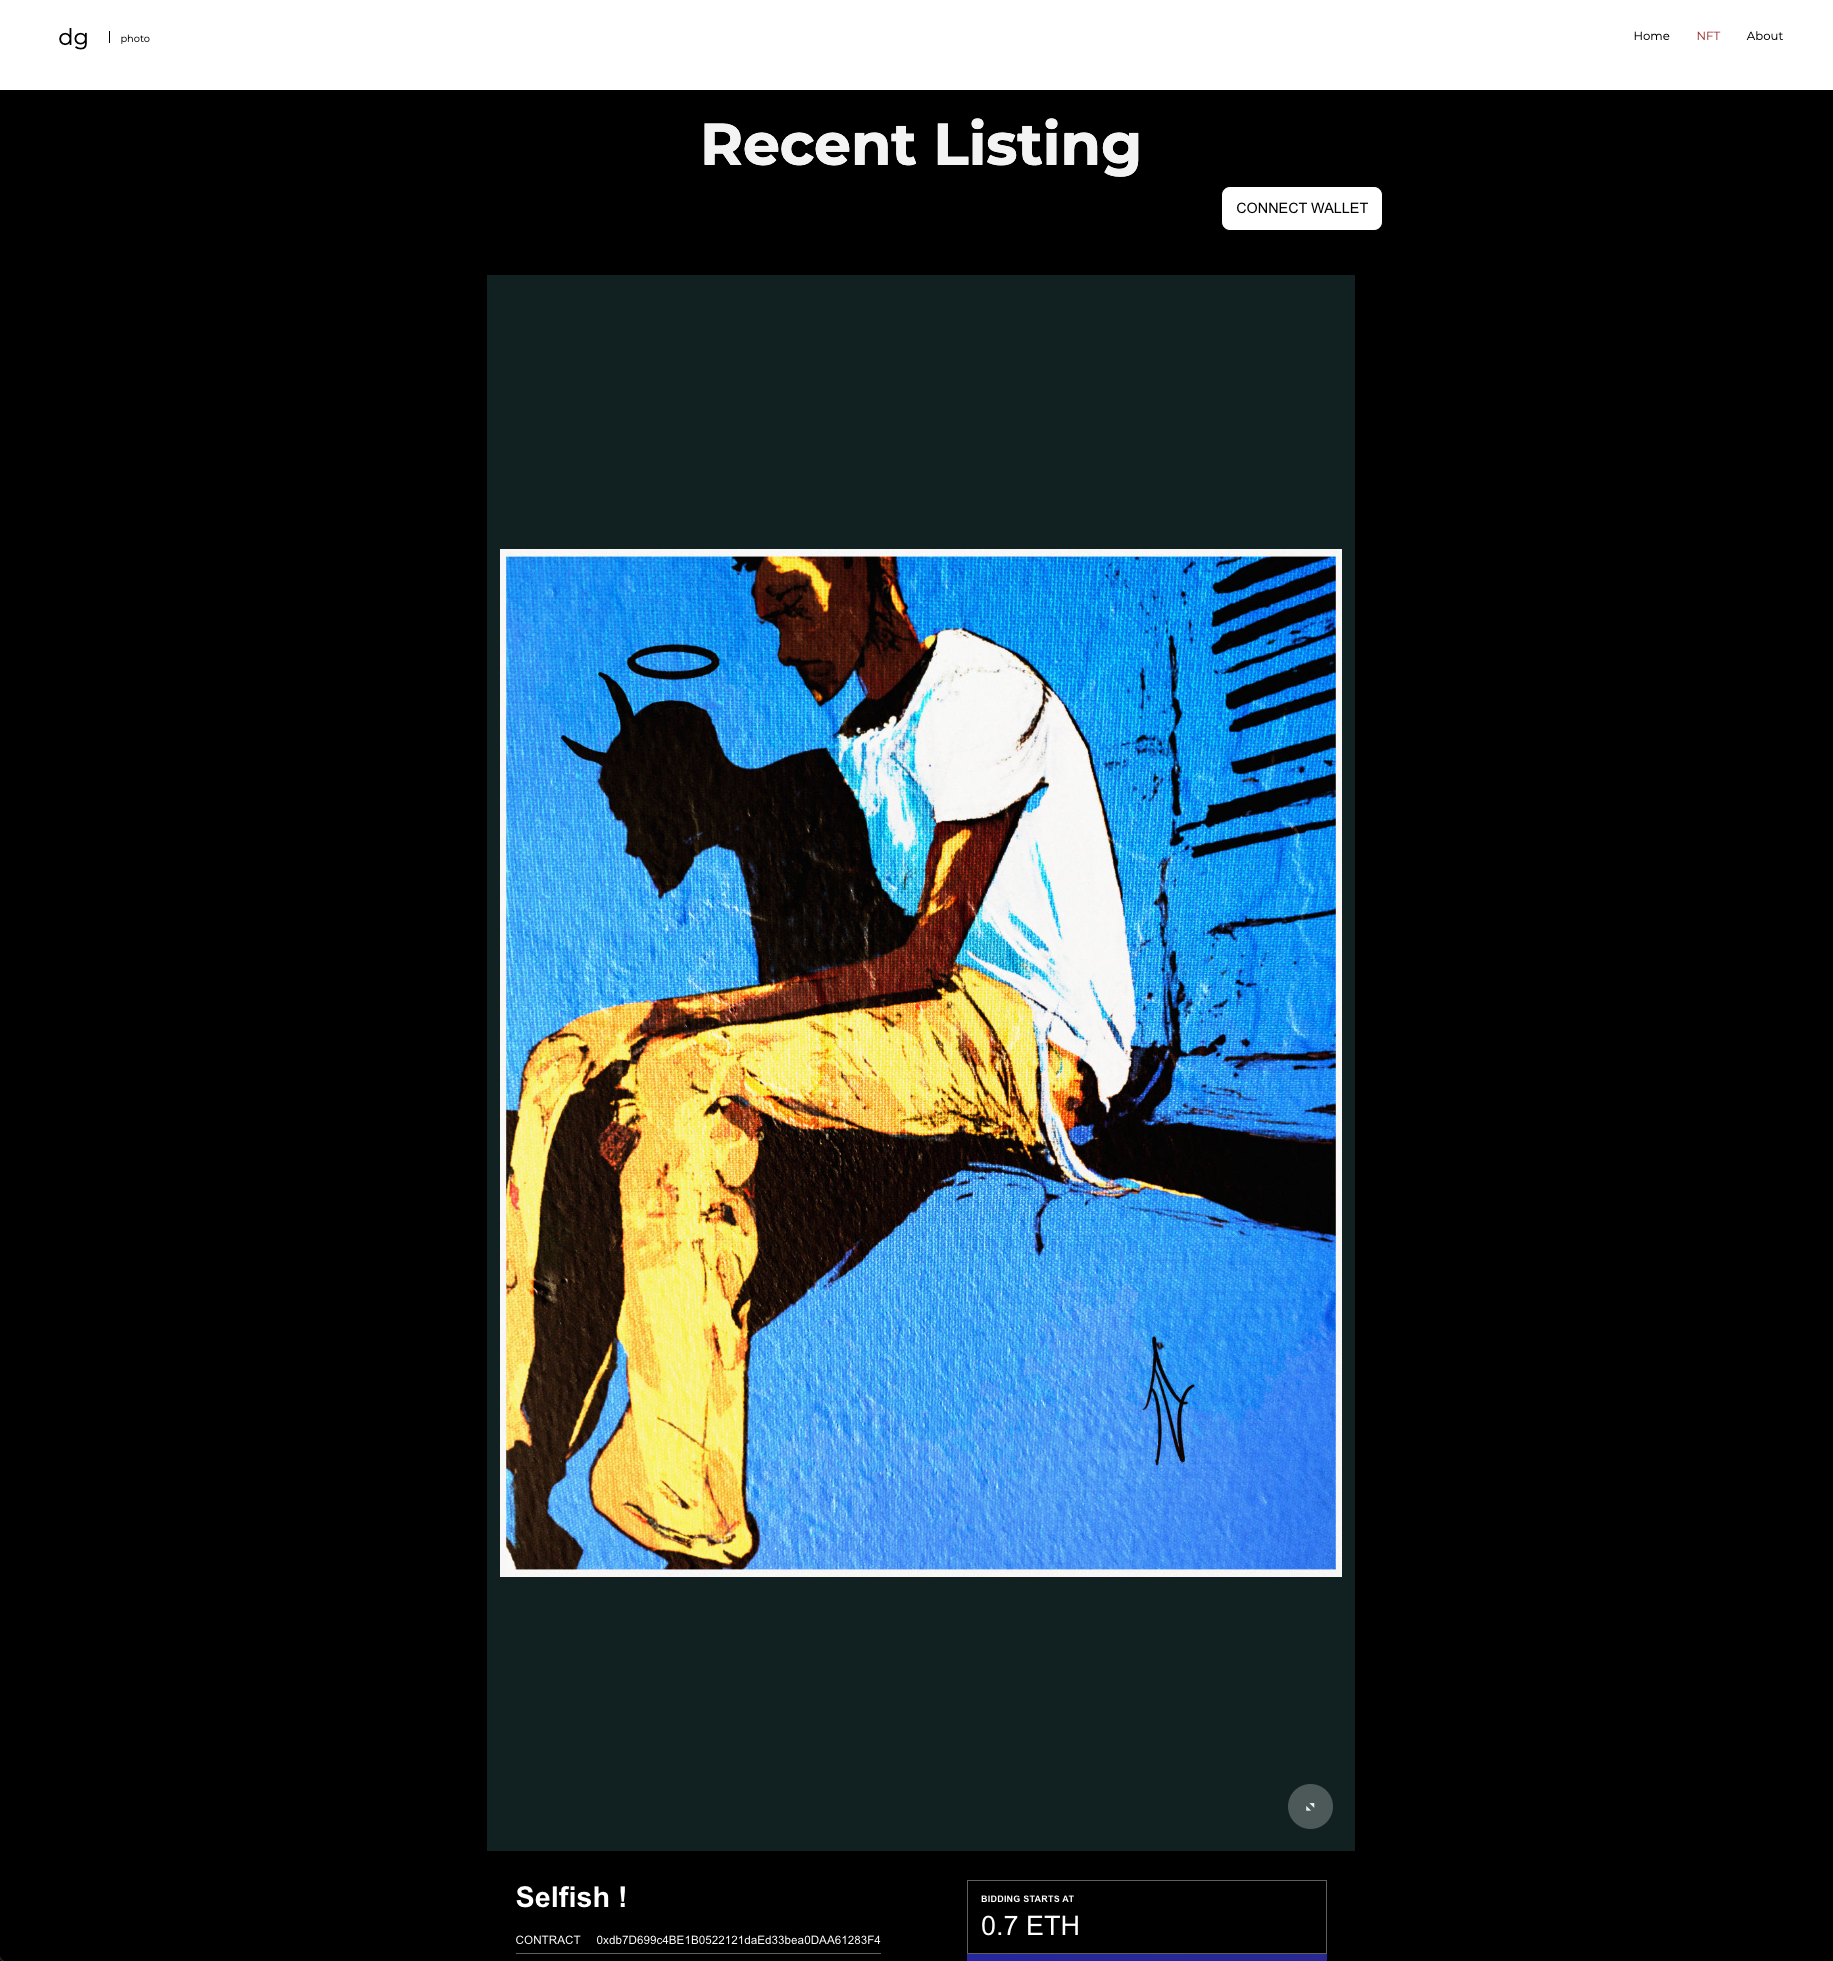 dg | photo
Home NFT About
Recent Listing
CONNECT WALLET
Selfish !
CONTRACT 0xdb7D699c4BE1B0522121daEd33bea0DAA61283F4
BIDDING STARTS AT
0.7 ETH